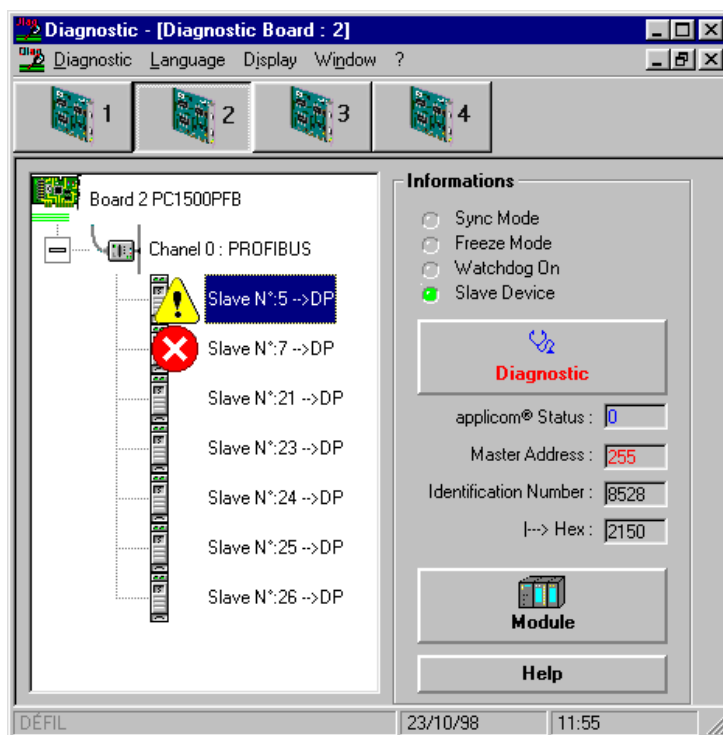 Diagnostic - [Diagnostic Board : 2]
Diagnostic Language Display Window ?
1 2 3 4
Board 2 PC1500PFB
Chanel 0 : PROFIBUS
Slave N°:5 -->DP
Slave N°:7 -->DP
Slave N°:21 -->DP
Slave N°:23 -->DP
Slave N°:24 -->DP
Slave N°:25 -->DP
Slave N°:26 -->DP
Informations
Sync Mode
Freeze Mode
Watchdog On
Slave Device
Diagnostic
applicom® Status : 0
Master Address : 255
Identification Number : 8528
|---> Hex : 2150
Module
Help
DÉFIL 23/10/98 11:55